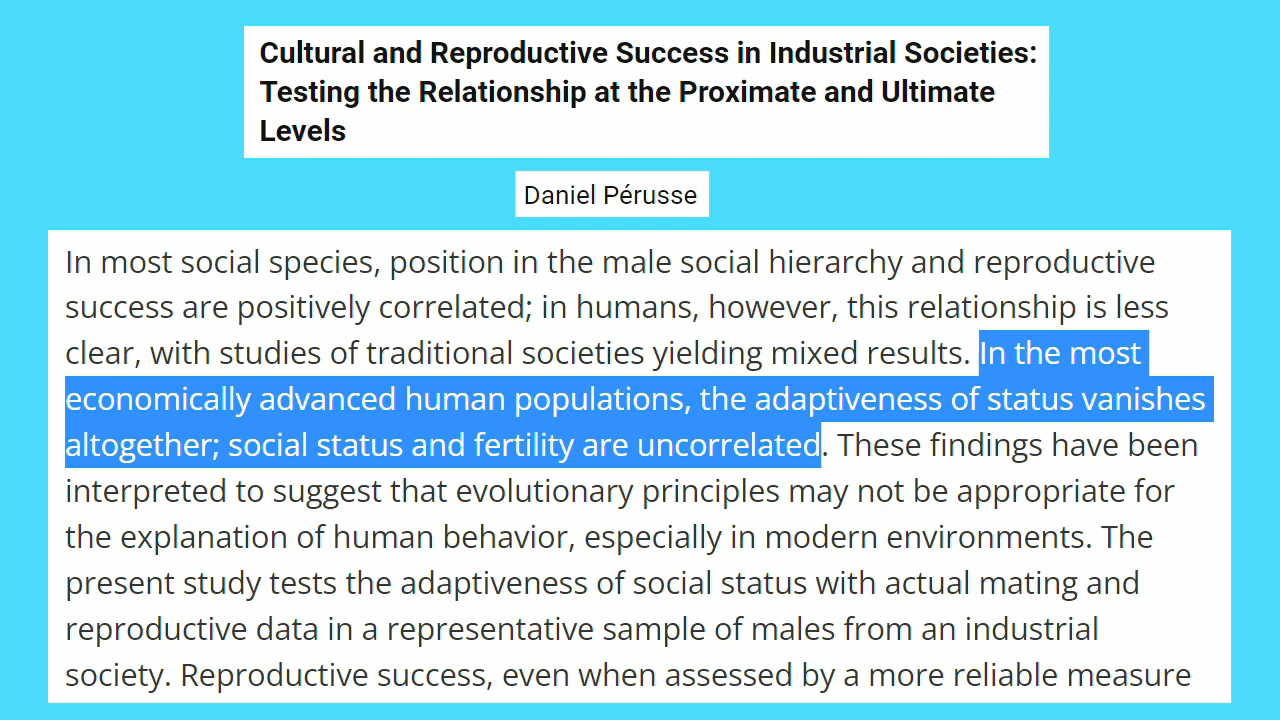 Cultural and Reproductive Success in Industrial Societies:
Testing the Relationship at the Proximate and Ultimate
Levels
Daniel Pérusse
In most social species, position in the male social hierarchy and reproductive
success are positively correlated; in humans, however, this relationship is less
clear, with studies of traditional societies yielding mixed results. In the most
economically advanced human populations, the adaptiveness of status vanishes
altogether; social status and fertility are uncorrelated. These findings have been
interpreted to suggest that evolutionary principles may not be appropriate for
the explanation of human behavior, especially in modern environments. The
present study tests the adaptiveness of social status with actual mating and
reproductive data in a representative sample of males from an industrial
society. Reproductive success, even when assessed by a more reliable measure